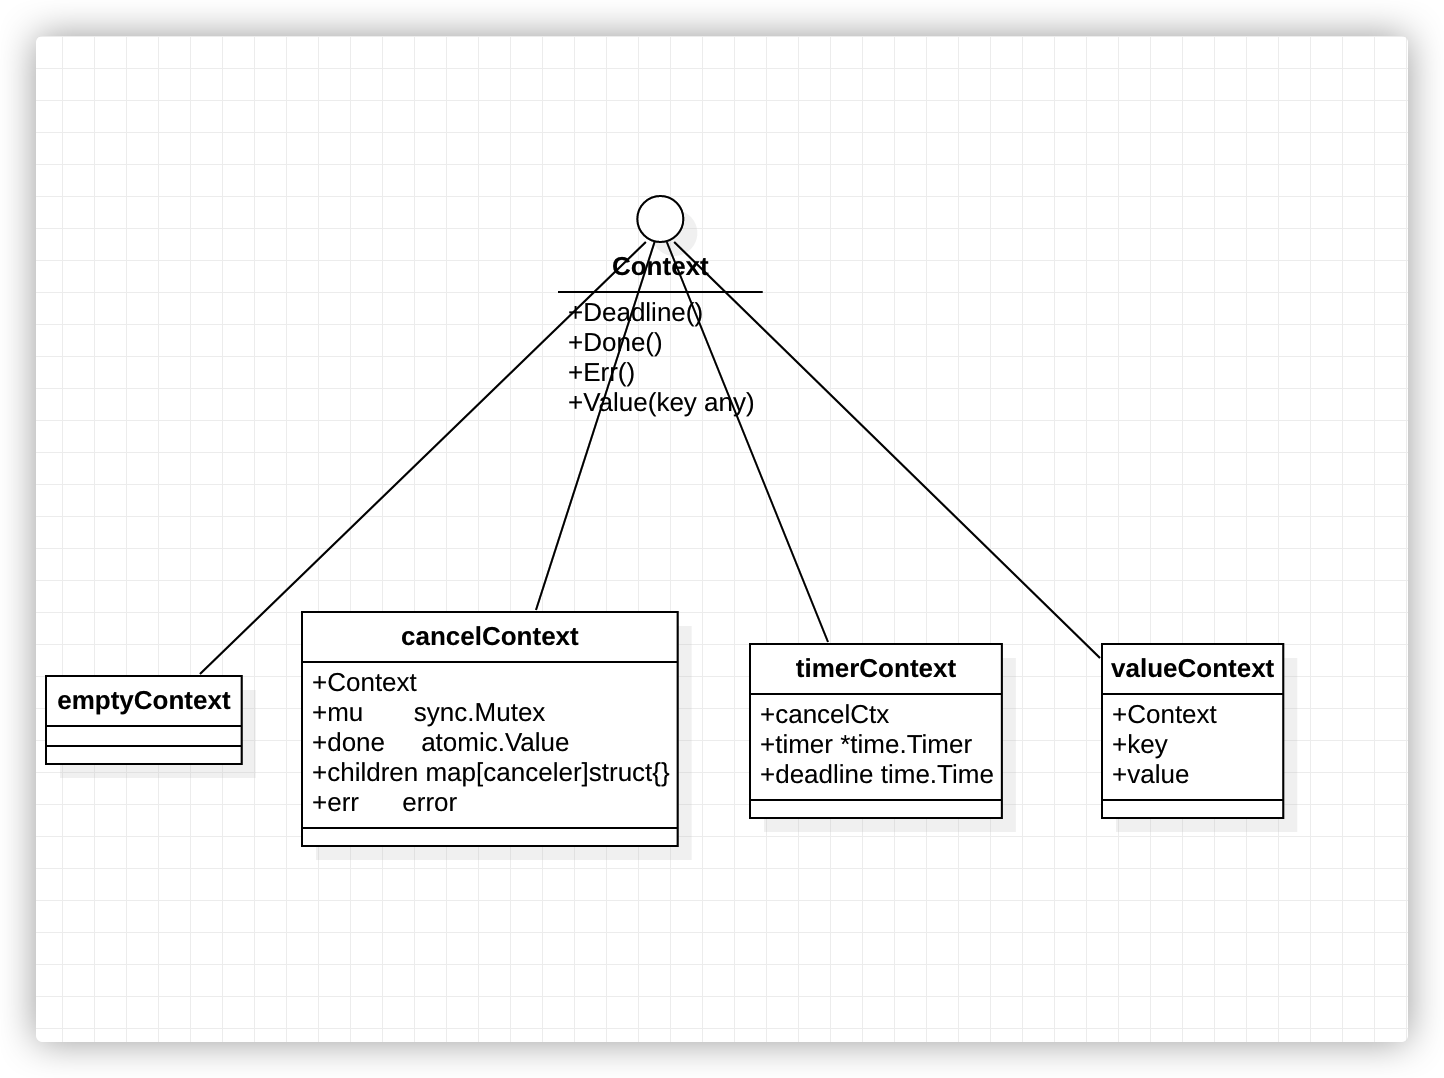 Context
+Deadline()
+Done()
+Err()
+Value(key any)
emptyContext
cancelContext
+Context
+mu sync.Mutex
+done atomic.Value
+children map[canceler]struct{}
+err error
timerContext
+cancelCtx
+timer *time.Timer
+deadline time.Time
valueContext
+Context
+key
+value